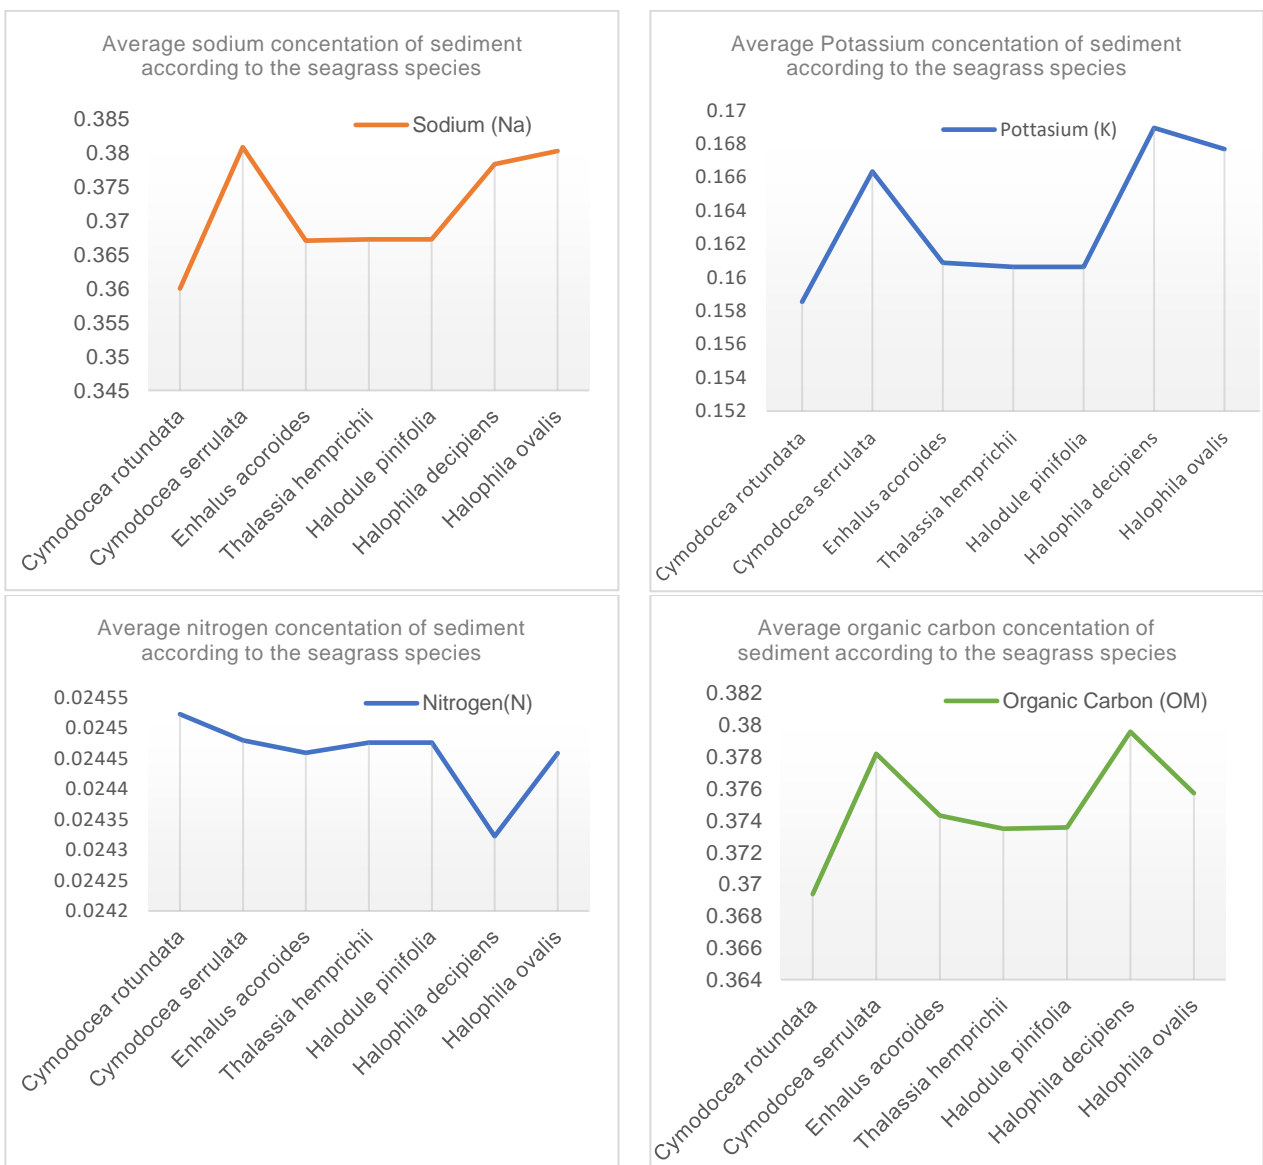 Average sodium concentation of sediment
according to the seagrass species
Sodium (Na)
0.385
0.38
0.375
0.37
0.365
0.36
0.355
0.35
0.345
Cymodocea rotundata
Cymodocea serrulata
Enhalus acoroides
Thalassia hemprichii
Halodule pinifolia
Halophila decipiens
Halophila ovalis
Average Potassium concentation of sediment
according to the seagrass species
Pottasium (K)
0.17
0.168
0.166
0.164
0.162
0.16
0.158
0.156
0.154
0.152
Cymodocea rotundata
Cymodocea serrulata
Enhalus acoroides
Thalassia hemprichii
Halodule pinifolia
Halophila decipiens
Halophila ovalis
Average nitrogen concentation of sediment
according to the seagrass species
Nitrogen(N)
0.02455
0.0245
0.02445
0.0244
0.02435
0.0243
0.02425
0.0242
Cymodocea rotundata
Cymodocea serrulata
Enhalus acoroides
Thalassia hemprichii
Halodule pinifolia
Halophila decipiens
Halophila ovalis
Average organic carbon concentation of
sediment according to the seagrass species
Organic Carbon (OM)
0.382
0.38
0.378
0.376
0.374
0.372
0.37
0.368
0.366
0.364
Cymodocea rotundata
Cymodocea serrulata
Enhalus acoroides
Thalassia hemprichii
Halodule pinifolia
Halophila decipiens
Halophila ovalis